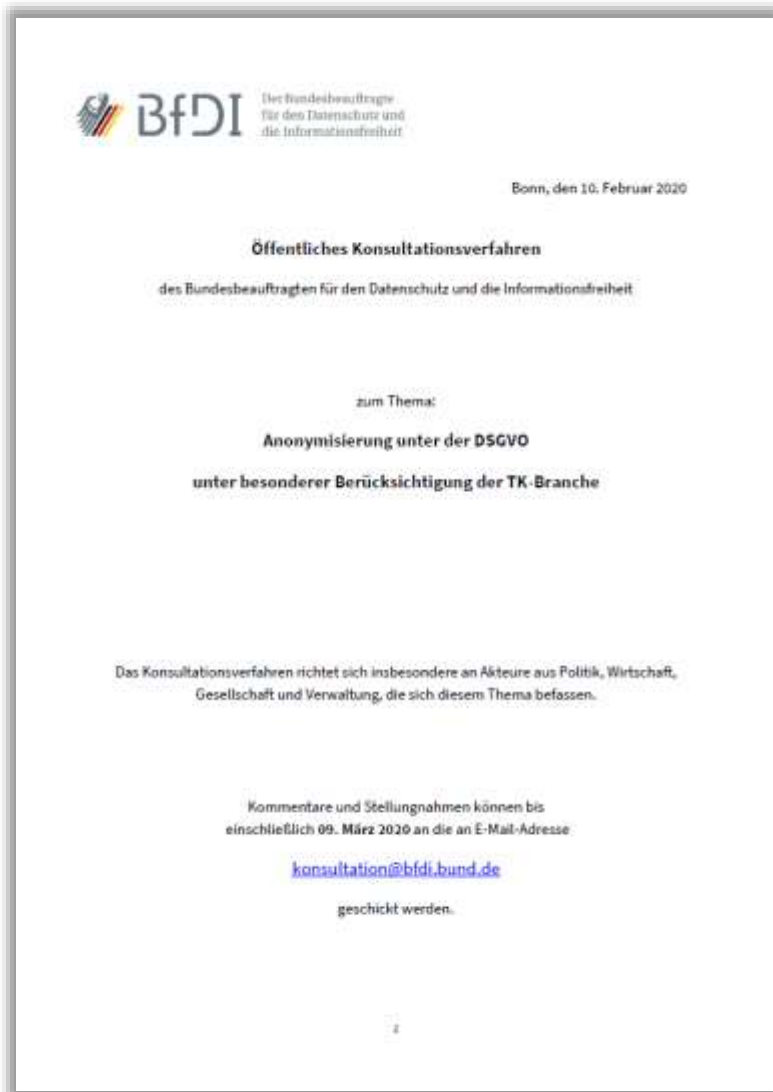 BfDI
Der Bundesbeauftragte
für den Datenschutz und
die Informationsfreiheit
Bonn, den 10. Februar 2020
Öffentliches Konsultationsverfahren
des Bundesbeauftragten für den Datenschutz und die Informationsfreiheit
zum Thema:
Anonymisierung unter der DSGVO
unter besonderer Berücksichtigung der TK-Branche
Das Konsultationsverfahren richtet sich insbesondere an Akteure aus Politik, Wirtschaft,
Gesellschaft und Verwaltung, die sich diesem Thema befassen.
Kommentare und Stellungnahmen können bis
einschließlich 09. März 2020 an die an E-Mail-Adresse
konsultation@bfdi.bund.de
geschickt werden.